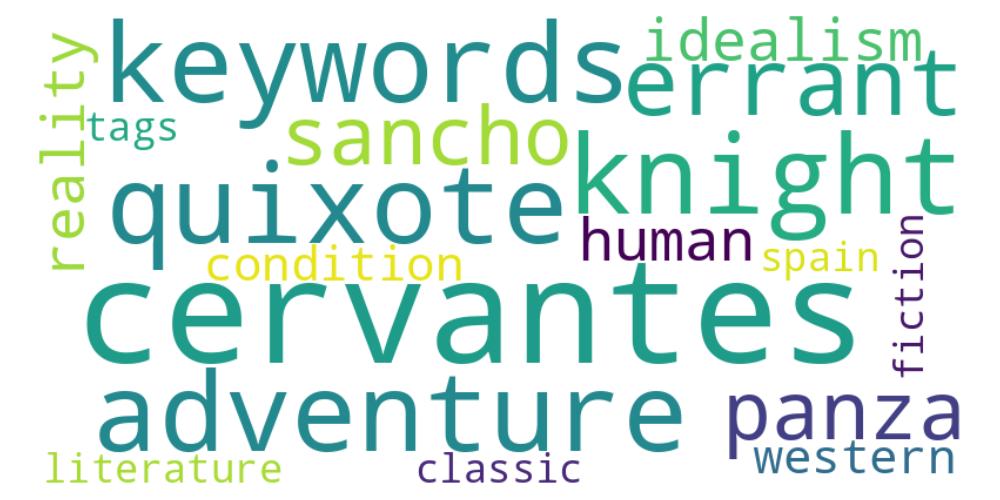 keywords
idealism
errant
reality
tags
sancho
knight
quixote
human
condition
spain
fiction
cervantes
adventure
panza
western
literature
classic